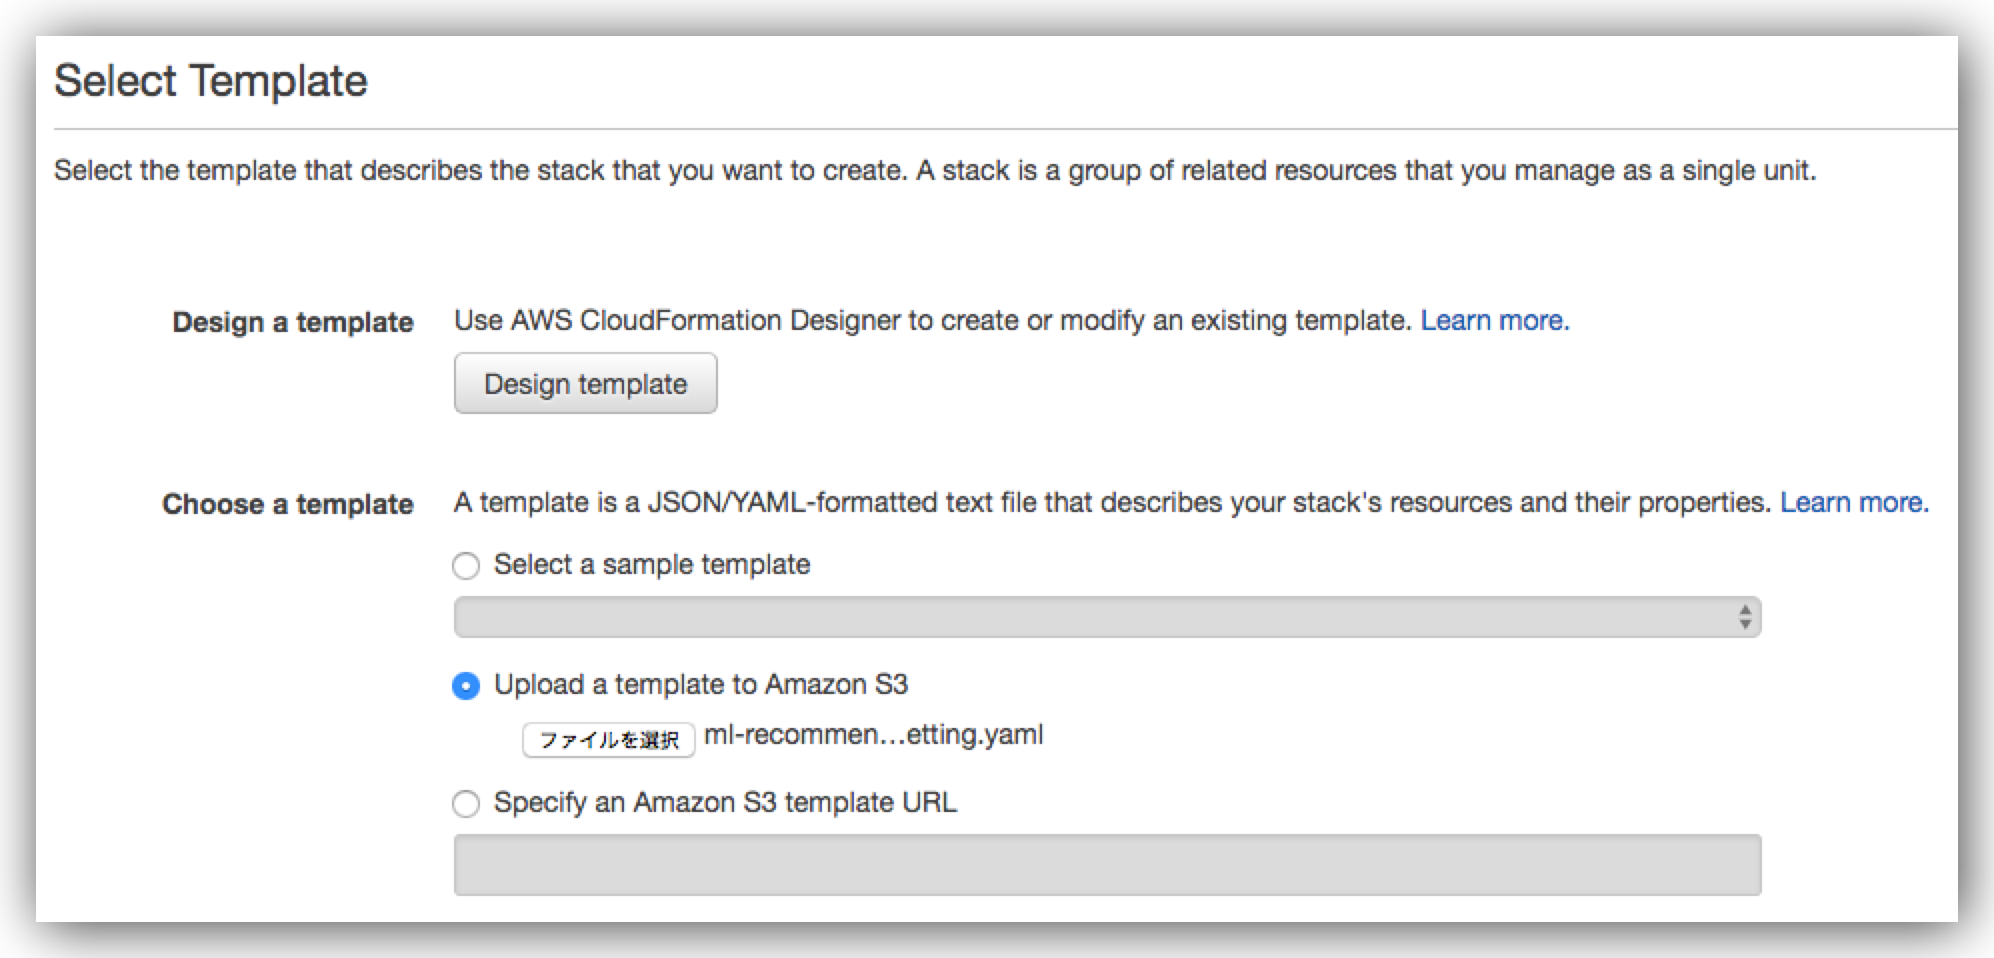 Select Template
Select the template that describes the stack that you want to create. A stack is a group of related resources that you manage as a single unit.
Design a template
Use AWS CloudFormation Designer to create or modify an existing template. Learn more.
Design template
Choose a template
A template is a JSON/YAML-formatted text file that describes your stack's resources and their properties. Learn more.
Select a sample template
Upload a template to Amazon S3
ファイルを選択 ml-recommen...etting.yaml
Specify an Amazon S3 template URL